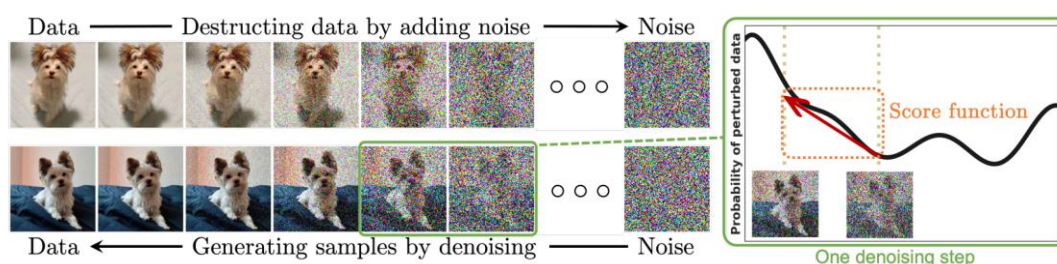 Data Destructing data by adding noise Noise
Data Generating samples by denoising Noise
Probability of perturbed data
Score function
One denoising step